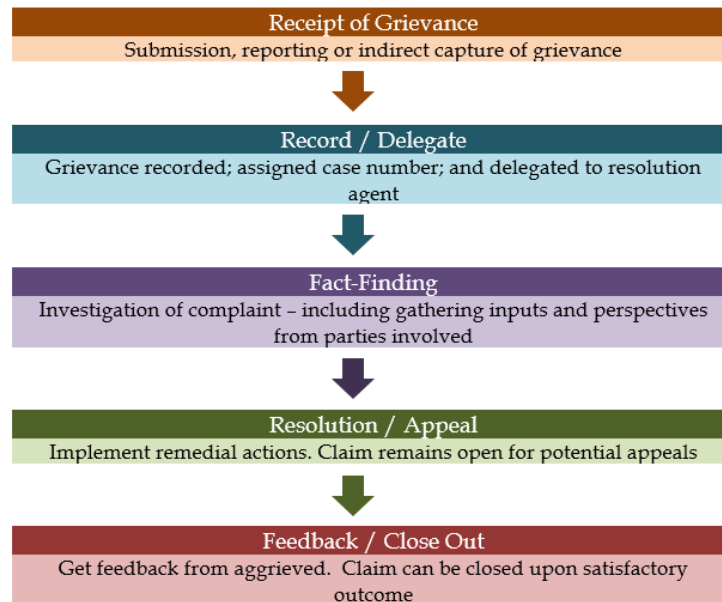 Receipt of Grievance
Submission, reporting or indirect capture of grievance
Record / Delegate
Grievance recorded; assigned case number; and delegated to resolution
agent
Fact-Finding
Investigation of complaint – including gathering inputs and perspectives
from parties involved
Resolution / Appeal
Implement remedial actions. Claim remains open for potential appeals
Feedback / Close Out
Get feedback from aggrieved.  Claim can be closed upon satisfactory
outcome